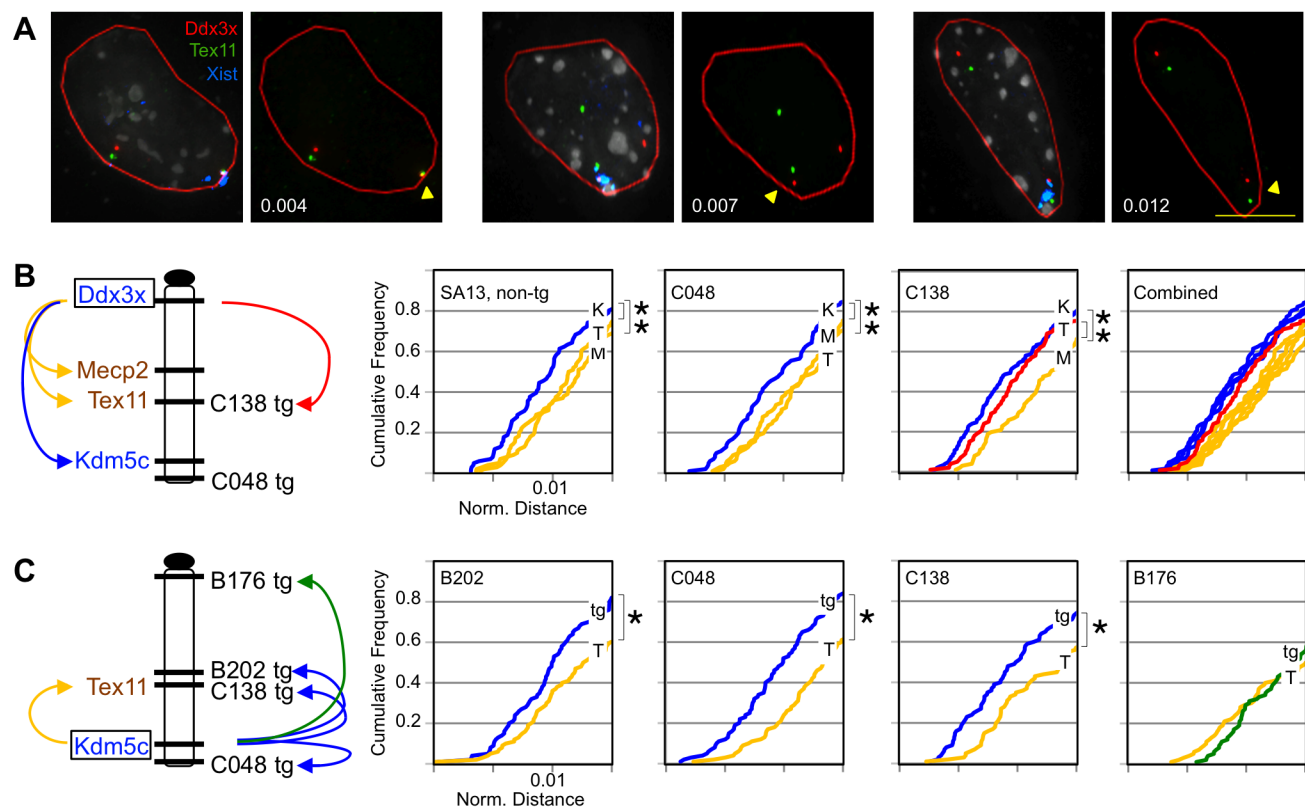 A
Ddx3x
Tex11
Xist
0.004
0.007
0.012
B
Ddx3x
Mecp2
Tex11
Kdm5c
C138 tg
C048 tg
Cumulative Frequency
0.8
0.6
0.4
0.2
SA13, non-tg
K
T
M
*
*
0.01
Norm. Distance
C048
K
M
T
*
*
C138
K
T
M
*
*
Combined
C
B176 tg
B202 tg
Tex11
C138 tg
Kdm5c
C048 tg
Cumulative Frequency
0.8
0.6
0.4
0.2
B202
tg
T
*
0.01
Norm. Distance
C048
tg
T
*
C138
tg
T
*
B176
tg
T